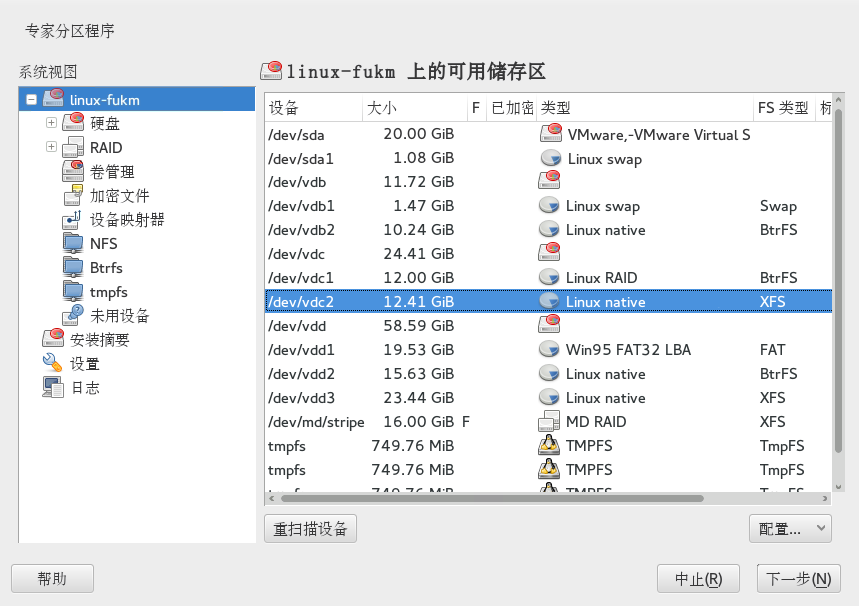 专家分区程序
系统视图
linux-fukm
硬盘
RAID
卷管理
加密文件
设备映射器
NFS
Btrfs
tmpfs
未用设备
安装摘要
设置
日志
linux-fukm 上的可用储存区
设备 大小 F 已加密 类型 FS 类型 标
/dev/sda 20.00 GiB VMware,-VMware Virtual S
/dev/sda1 1.08 GiB Linux swap
/dev/vdb 11.72 GiB
/dev/vdb1 1.47 GiB Linux swap Swap
/dev/vdb2 10.24 GiB Linux native BtrFS
/dev/vdc 24.41 GiB
/dev/vdc1 12.00 GiB Linux RAID BtrFS
/dev/vdc2 12.41 GiB Linux native XFS
/dev/vdd 58.59 GiB
/dev/vdd1 19.53 GiB Win95 FAT32 LBA FAT
/dev/vdd2 15.63 GiB Linux native BtrFS
/dev/vdd3 23.44 GiB Linux native XFS
/dev/md/stripe 16.00 GiB F MD RAID XFS
tmpfs 749.76 MiB TMPFS TmpFS
tmpfs 749.76 MiB TMPFS TmpFS
tmpfs 749.76 MiB TMPFS TmpFS
重扫描设备 配置...
帮助 中止(R) 下一步(N)